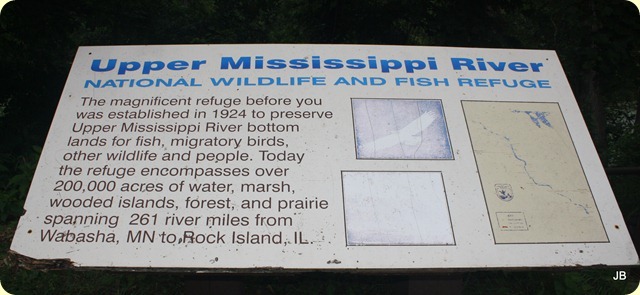 Upper Mississippi River
NATIONAL WILDLIFE AND FISH REFUGE
The magnificent refuge before you
was established in 1924 to preserve
Upper Mississippi River bottom
lands for fish, migratory birds,
other wildlife and people. Today
the refuge encompasses over
200,000 acres of water, marsh,
wooded islands, forest, and prairie
spanning 261 river miles from
Wabasha, MN to Rock Island, IL.
JB